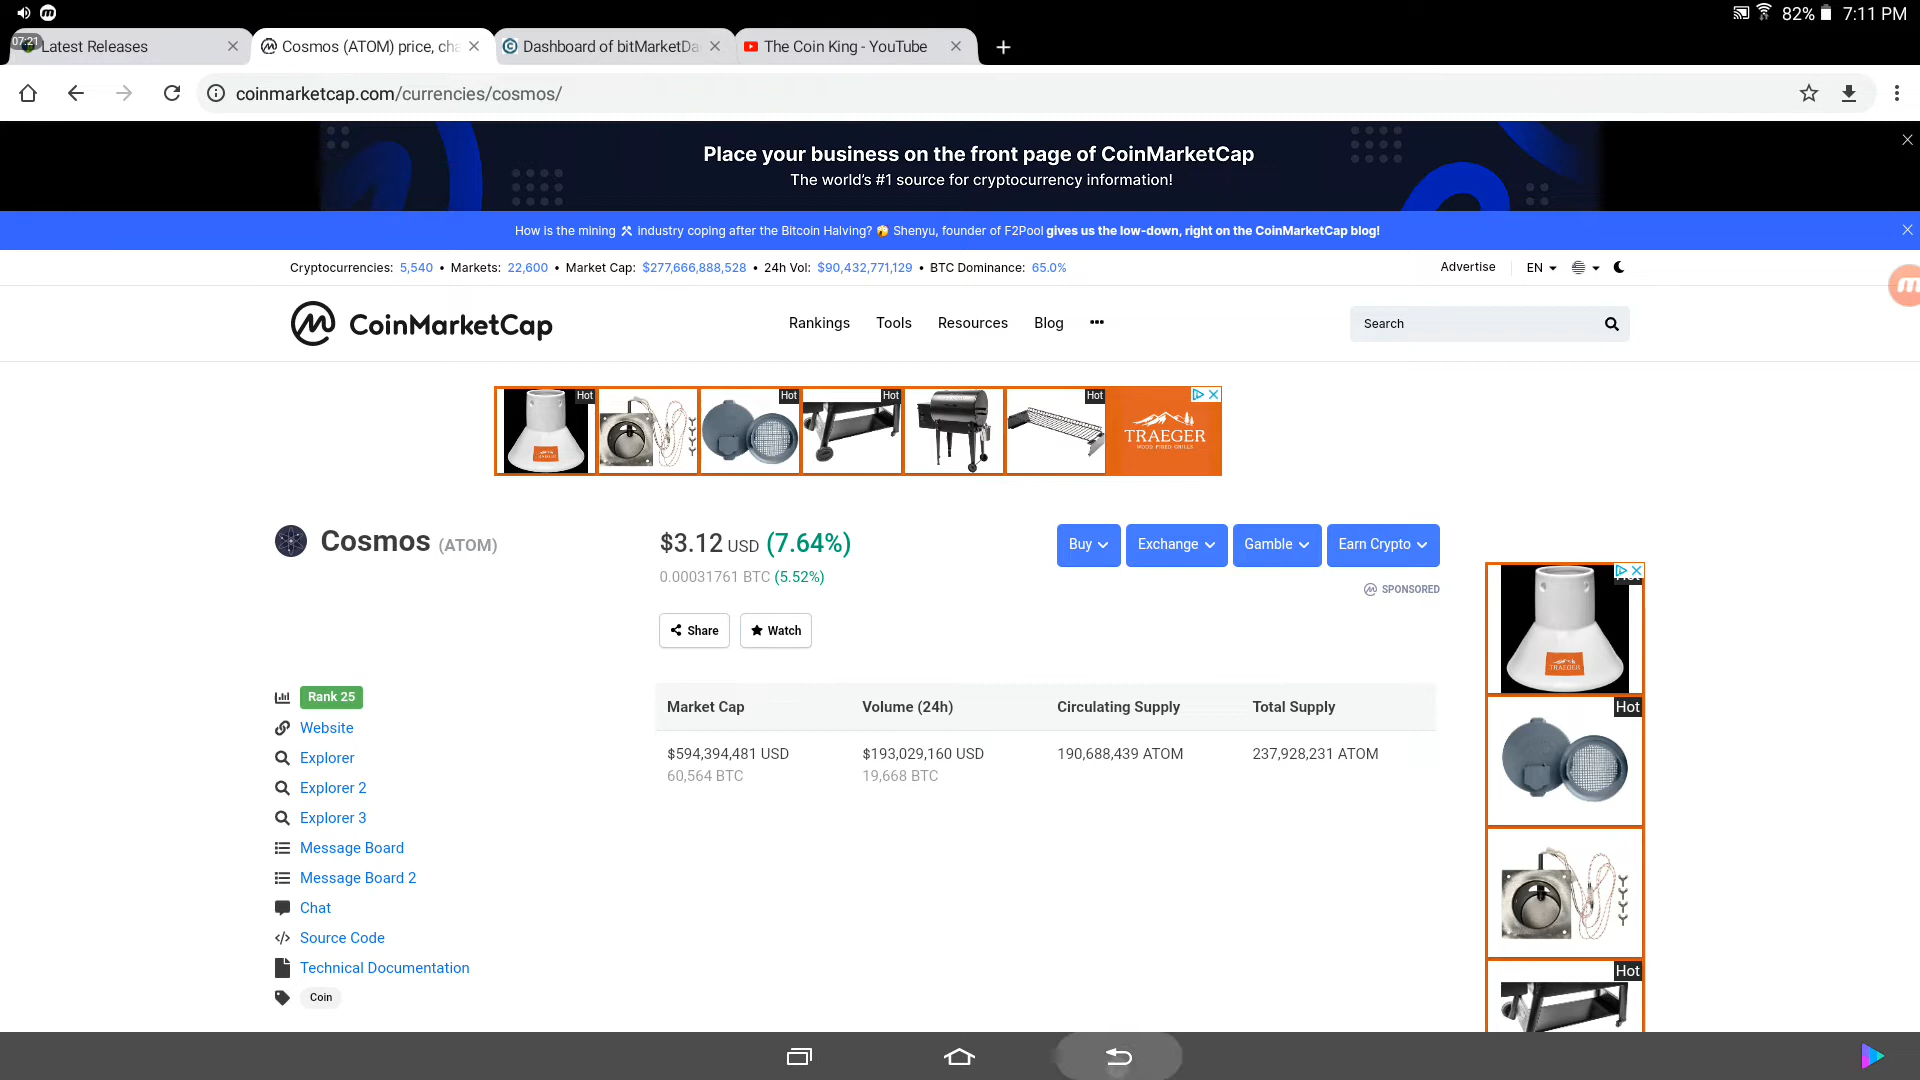 82% 7:11 PM
07:21
Latest Releases
Cosmos (ATOM) price, cha
Dashboard of bitMarketDa
The Coin King - YouTube
coinmarketcap.com/currencies/cosmos/
Place your business on the front page of CoinMarketCap
The world's #1 source for cryptocurrency information!
How is the mining ⚒ industry coping after the Bitcoin Halving? 😱 Shenyu, founder of F2Pool gives us the low-down, right on the CoinMarketCap blog!
Cryptocurrencies: 5,540 • Markets: 22,600 • Market Cap: $277,666,888,528 • 24h Vol: $90,432,771,129 • BTC Dominance: 65.0%
Advertise EN
CoinMarketCap
Rankings Tools Resources Blog •••
Search
Hot Hot Hot Hot
TRAEGER
WOOD FIRED GRILLS
Cosmos (ATOM)
$3.12 USD (7.64%)
0.00031761 BTC (5.52%)
Buy Exchange Gamble Earn Crypto
SPONSORED
Share Watch
Rank 25
Website
Explorer
Explorer 2
Explorer 3
Message Board
Message Board 2
Chat
Source Code
Technical Documentation
Coin
Market Cap Volume (24h) Circulating Supply Total Supply
$594,394,481 USD $193,029,160 USD 190,688,439 ATOM 237,928,231 ATOM
60,564 BTC 19,668 BTC
Hot
TRAEGER
Hot
Hot